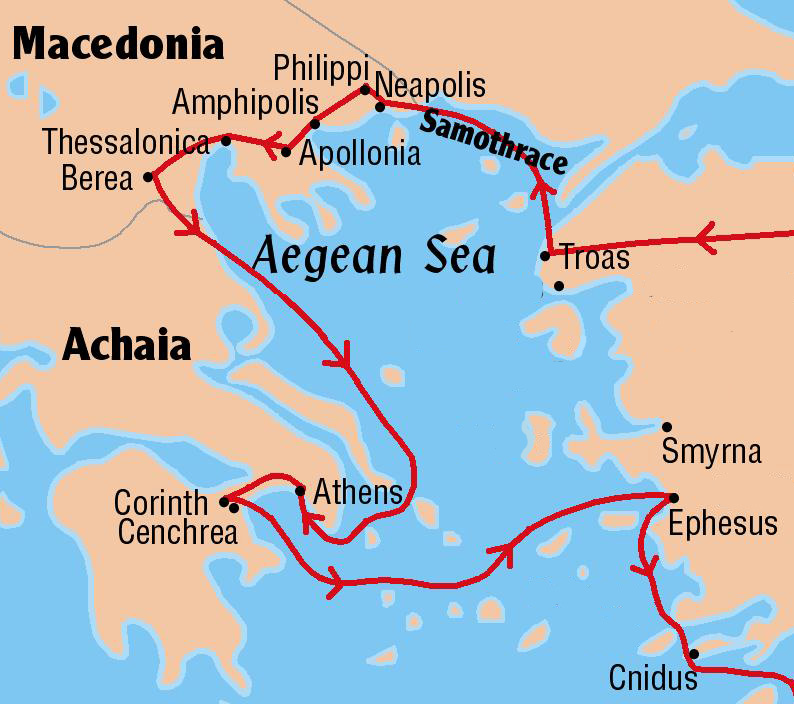 Macedonia
Philippi
Neapolis
Amphipolis
Samothrace
Thessalonica
Apollonia
Berea
Aegean Sea
Troas
Achaia
Smyrna
Athens
Corinth
Cenchrea
Ephesus
Cnidus